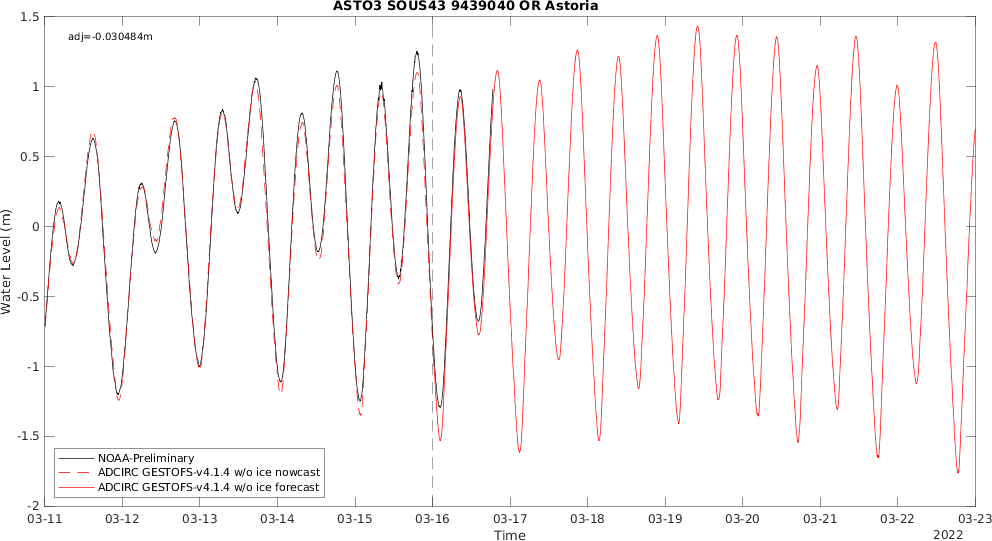 ASTO3 SOUS43 9439040 OR Astoria
adj=-0.030484m
1.5
1
0.5
0
-0.5
-1
-1.5
-2
Water Level (m)
NOAA-Preliminary
ADCIRC GESTOFS-v4.1.4 w/o ice nowcast
ADCIRC GESTOFS-v4.1.4 w/o ice forecast
03-11 03-12 03-13 03-14 03-15 03-16 03-17 03-18 03-19 03-20 03-21 03-22 03-23
Time
2022